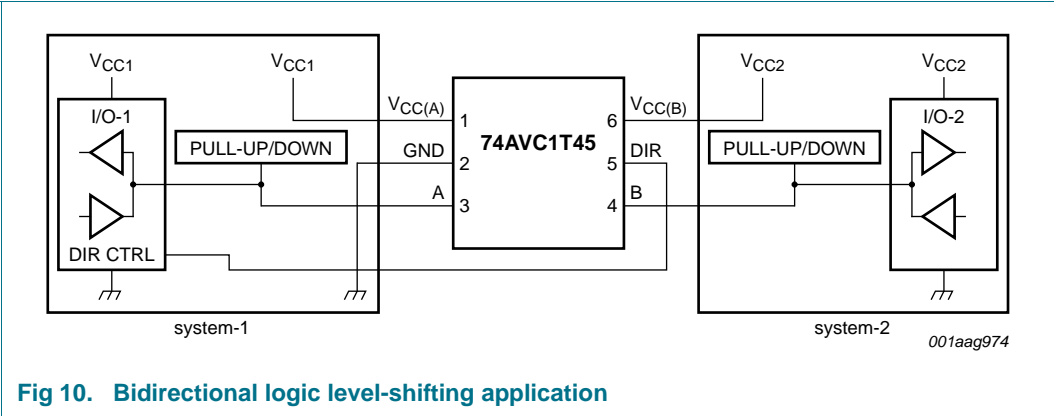 VCC1
VCC1
VCC2
VCC2
I/O-1
I/O-2
VCC(A)
VCC(B)
1
6
74AVC1T45
PULL-UP/DOWN
PULL-UP/DOWN
GND
DIR
2
5
A
B
3
4
DIR CTRL
system-1
system-2
001aag974
Fig 10. Bidirectional logic level-shifting application